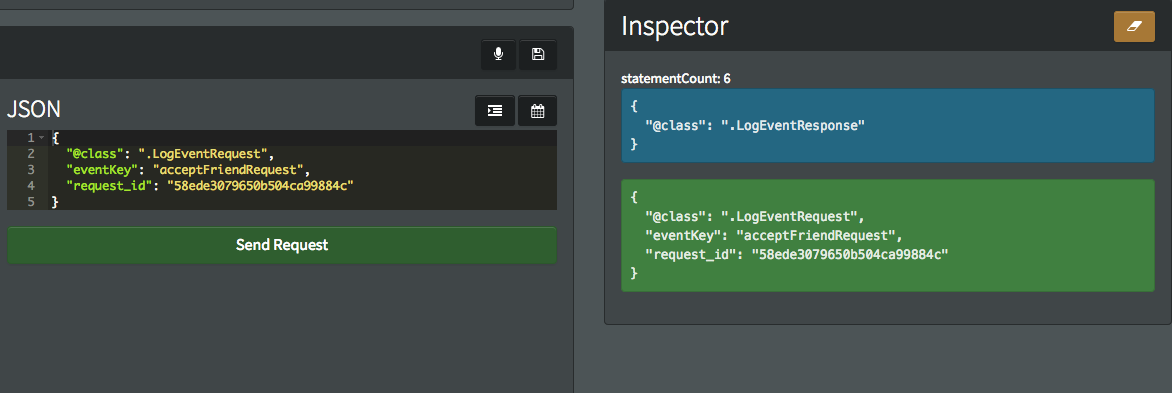 JSON
1 {
2 "@class": ".LogEventRequest",
3 "eventKey": "acceptFriendRequest",
4 "request_id": "58ede3079650b504ca99884c"
5 }
Send Request
Inspector
statementCount: 6
{
"@class": ".LogEventResponse"
}
{
"@class": ".LogEventRequest",
"eventKey": "acceptFriendRequest",
"request_id": "58ede3079650b504ca99884c"
}